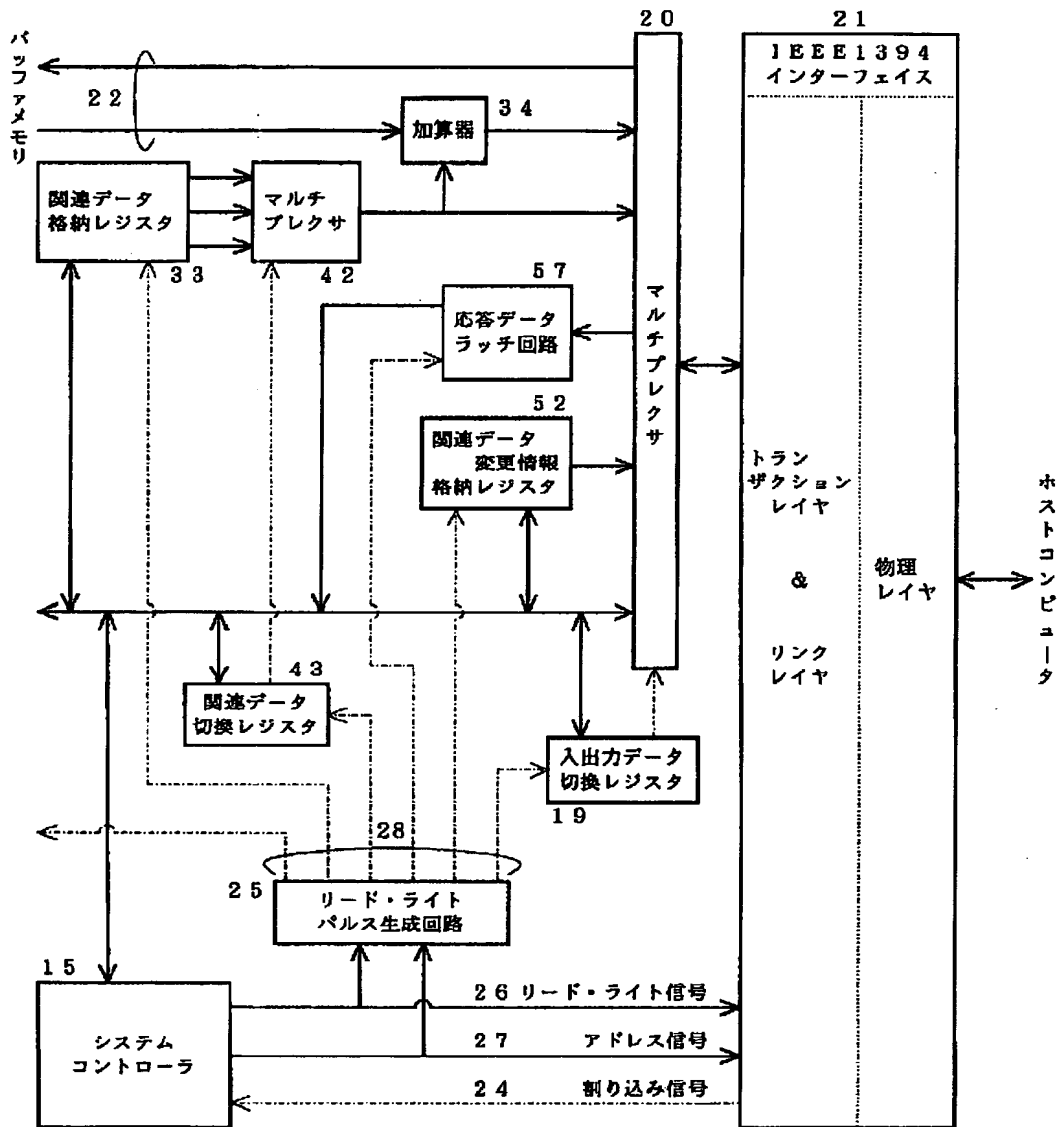 20
21
バッファメモリ
IEEE1394
インターフェイス
22
34
加算器
関連データ
格納レジスタ
マルチ
プレクサ
33
42
57
応答データ
ラッチ回路
マルチプレクサ
52
関連データ
変更情報
格納レジスタ
トラン
ザクション
レイヤ
&
リンク
レイヤ
物理
レイヤ
ホストコンピュータ
43
関連データ
切換レジスタ
入出力データ
切換レジスタ
19
28
25
リード・ライト
パルス生成回路
15
システム
コントローラ
26 リード・ライト信号
27 アドレス信号
24 割り込み信号